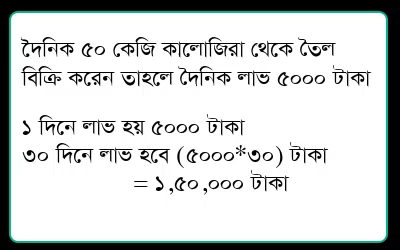 দৈনিক ৫০ কেজি কালোজিরা থেকে তৈল
বিক্রি করেন তাহলে দৈনিক লাভ ৫০০০ টাকা
১ দিনে লাভ হয় ৫০০০ টাকা
৩০ দিনে লাভ হবে (৫০০০*৩০) টাকা
= ১,৫০,০০০ টাকা